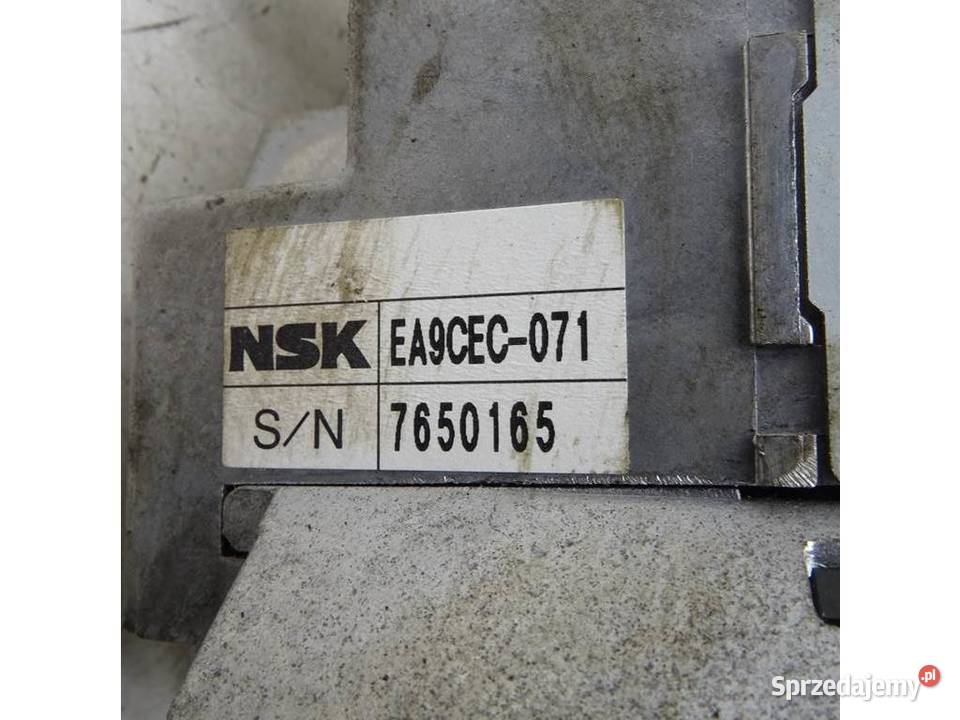 NSK EA9CEC-071
S/N 7650165
Sprzedajemy.pl